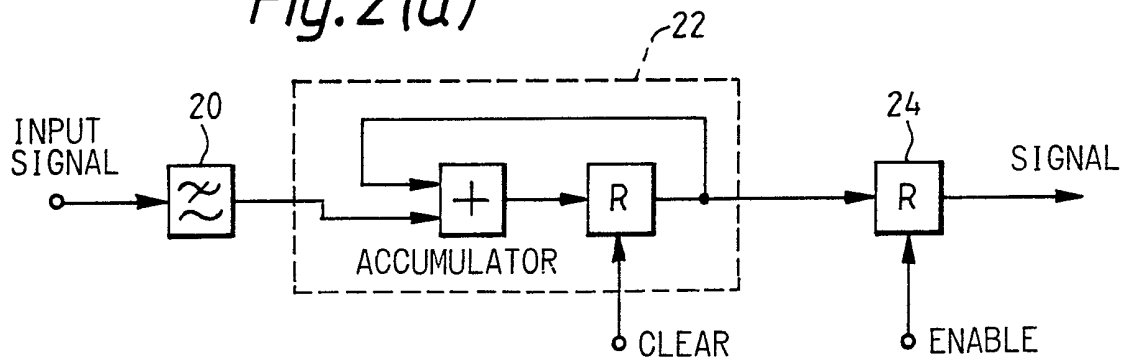 Fig. 2(a)
22
20
24
INPUT
SIGNAL
SIGNAL
+
R
R
ACCUMULATOR
CLEAR
ENABLE